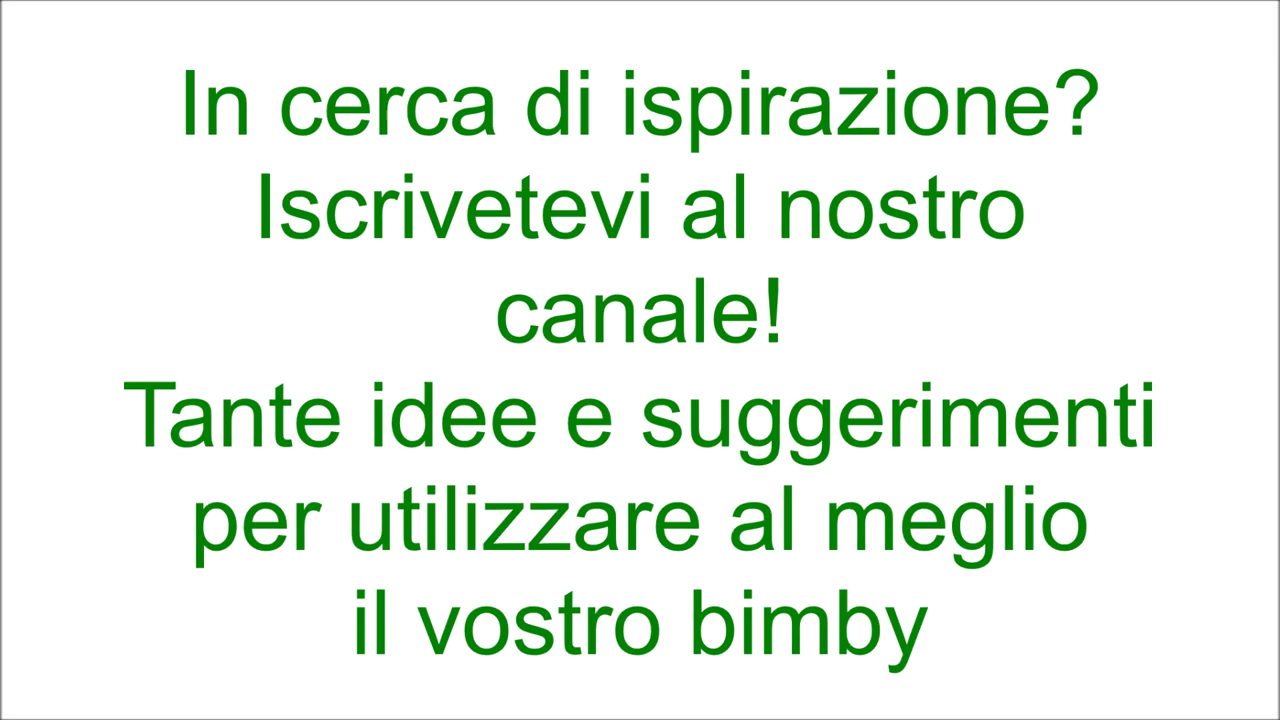 In cerca di ispirazione?
Iscrivetevi al nostro
canale!
Tante idee e suggerimenti
per utilizzare al meglio
il vostro bimby